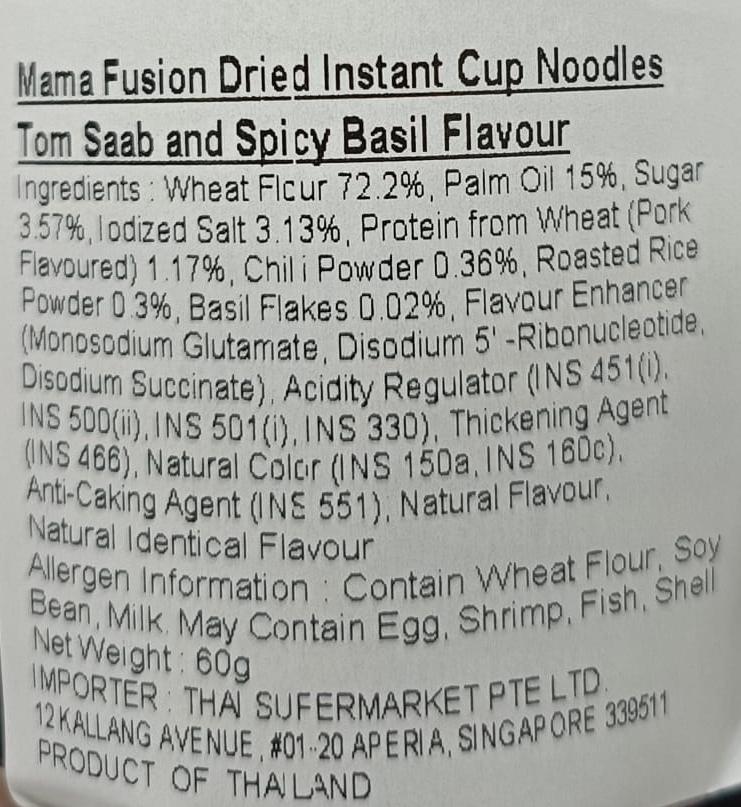 Mama Fusion Dried Instant Cup Noodles
Tom Saab and Spicy Basil Flavour
Ingredients : Wheat Flour 72.2%, Palm Oil 15%, Sugar
3.57%, Iodized Salt 3.13%, Protein from Wheat (Pork
Flavoured) 1.17%, Chili Powder 0.36%, Roasted Rice
Powder 0.3%, Basil Flakes 0.02%, Flavour Enhancer
(Monosodium Glutamate, Disodium 5'-Ribonucleotide,
Disodium Succinate), Acidity Regulator (INS 451(i),
INS 500(ii), INS 501(i), INS 330), Thickening Agent
(INS 466), Natural Color (INS 150a, INS 160c),
Anti-Caking Agent (INS 551), Natural Flavour,
Natural Identical Flavour
Allergen Information : Contain Wheat Flour, Soy
Bean, Milk. May Contain Egg, Shrimp, Fish, Shell
Net Weight : 60g
IMPORTER : THAI SUPERMARKET PTE LTD.
12 KALLANG AVENUE, #01-20 APERIA, SINGAPORE 339511
PRODUCT OF THAILAND